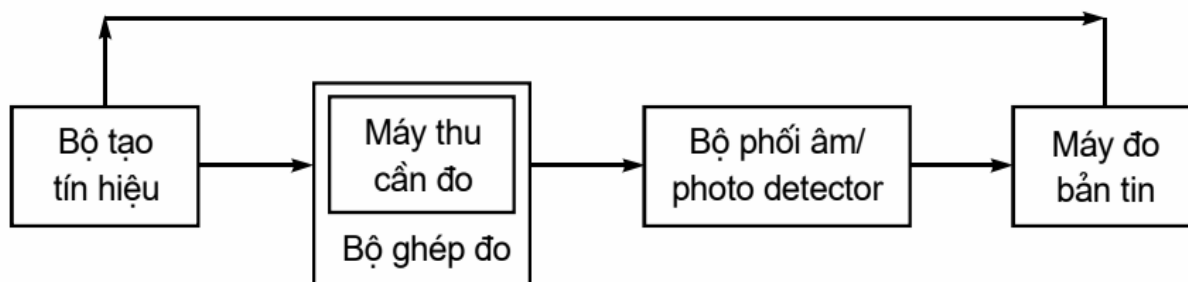 Bộ tạo
tín hiệu
Máy thu
cần đo
Bộ ghép đo
Bộ phối âm/
photo detector
Máy đo
bản tin